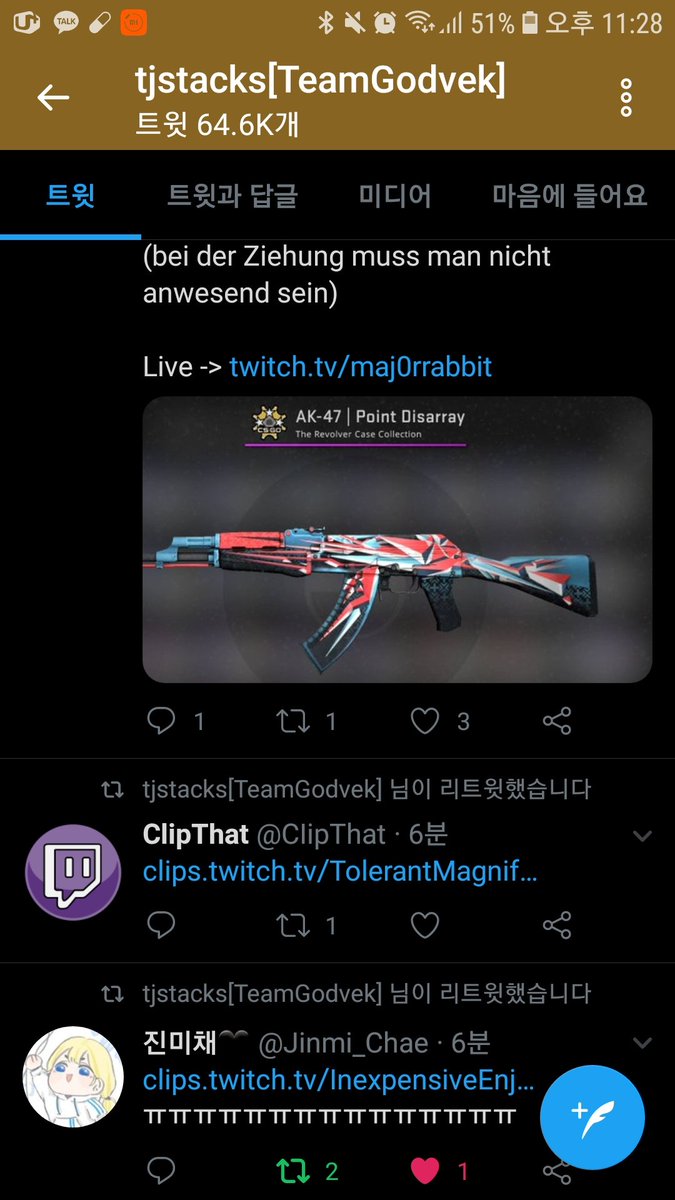 TALK
51% 오후 11:28
tjstacks[TeamGodvek]
트윗 64.6K개
트윗 트윗과 답글 미디어 마음에 들어요
(bei der Ziehung muss man nicht
anwesend sein)
Live -> twitch.tv/maj0rrabbit
AK-47 | Point Disarray
CS:GO
The Revolver Case Collection
1 1 3
tjstacks[TeamGodvek] 님이 리트윗했습니다
ClipThat @ClipThat · 6분
clips.twitch.tv/TolerantMagnif...
1
tjstacks[TeamGodvek] 님이 리트윗했습니다
진미채🖤 @Jinmi_Chae · 6분
clips.twitch.tv/InexpensiveEnj...
ㅠㅠㅠㅠㅠㅠㅠㅠㅠㅠㅠㅠㅠㅠㅠ
2 1